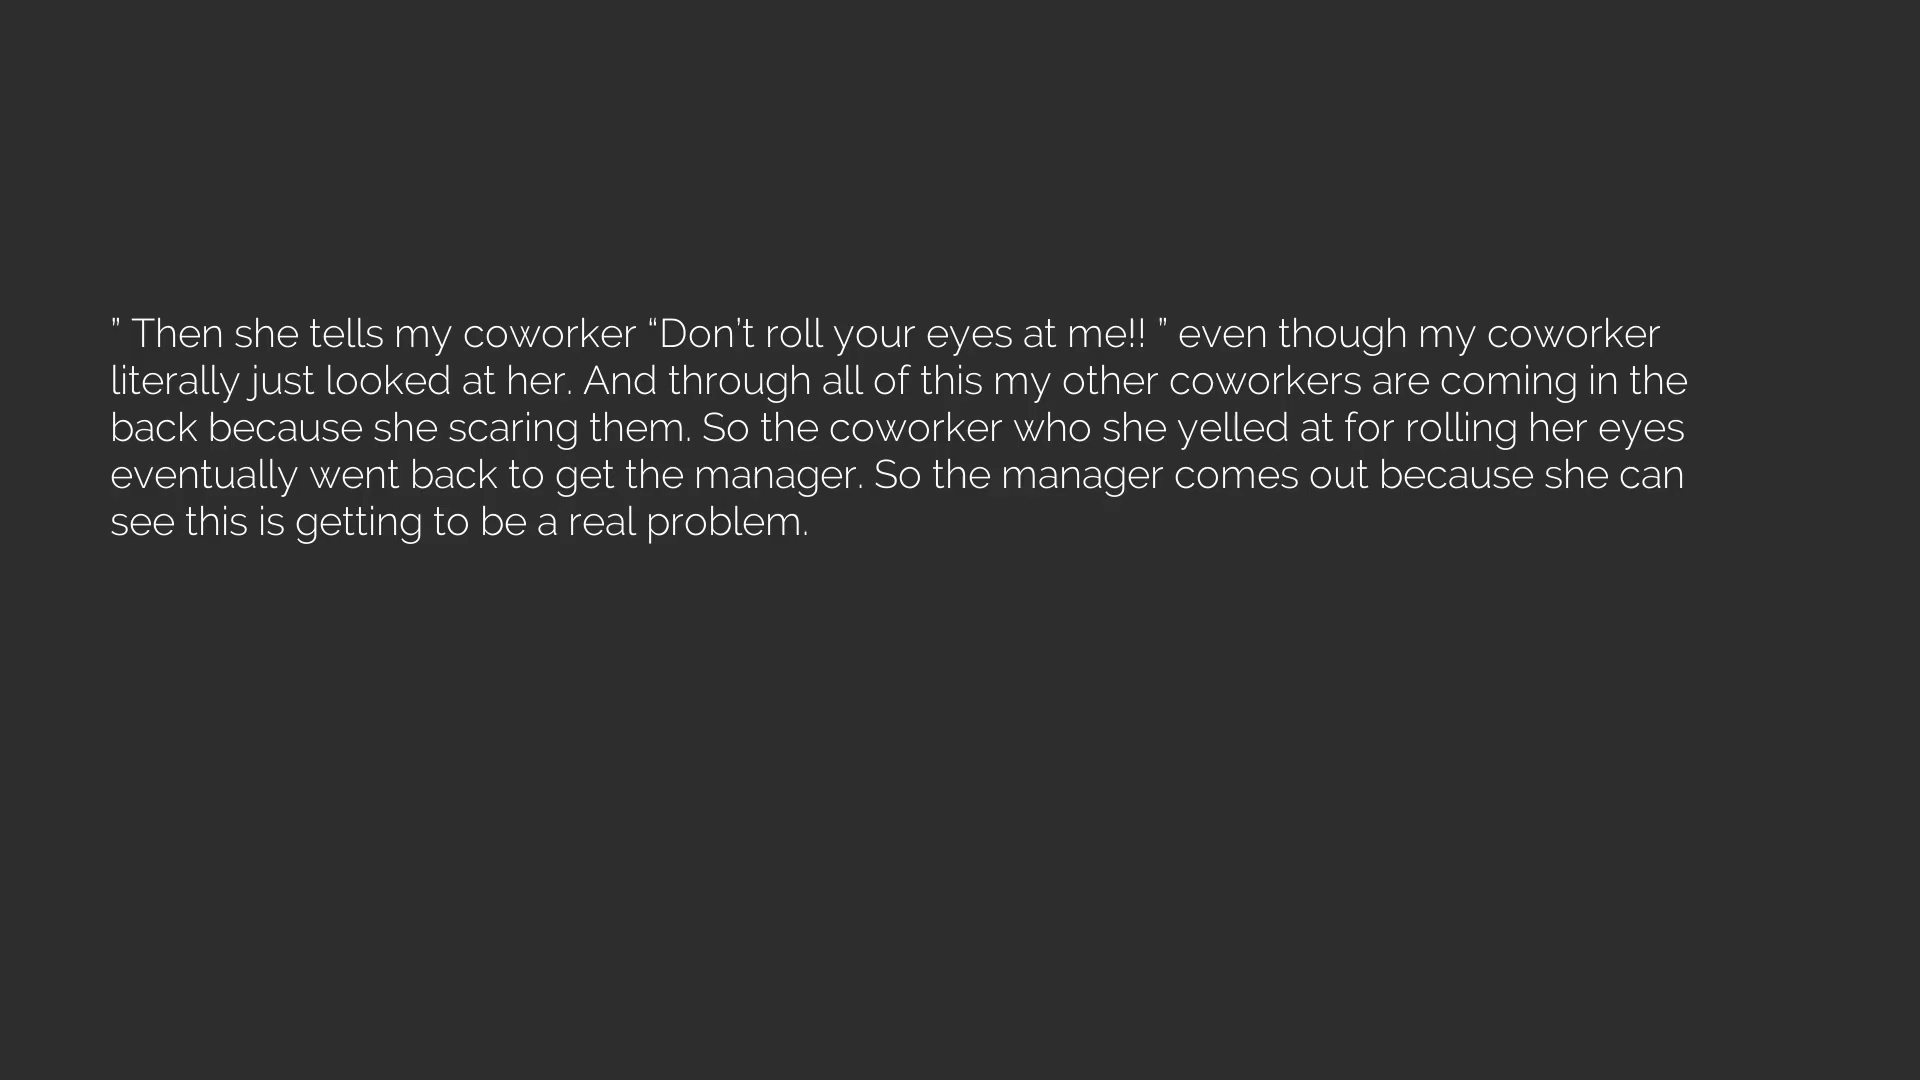 ” Then she tells my coworker “Don’t roll your eyes at me!! ” even though my coworker
literally just looked at her. And through all of this my other coworkers are coming in the
back because she scaring them. So the coworker who she yelled at for rolling her eyes
eventually went back to get the manager. So the manager comes out because she can
see this is getting to be a real problem.